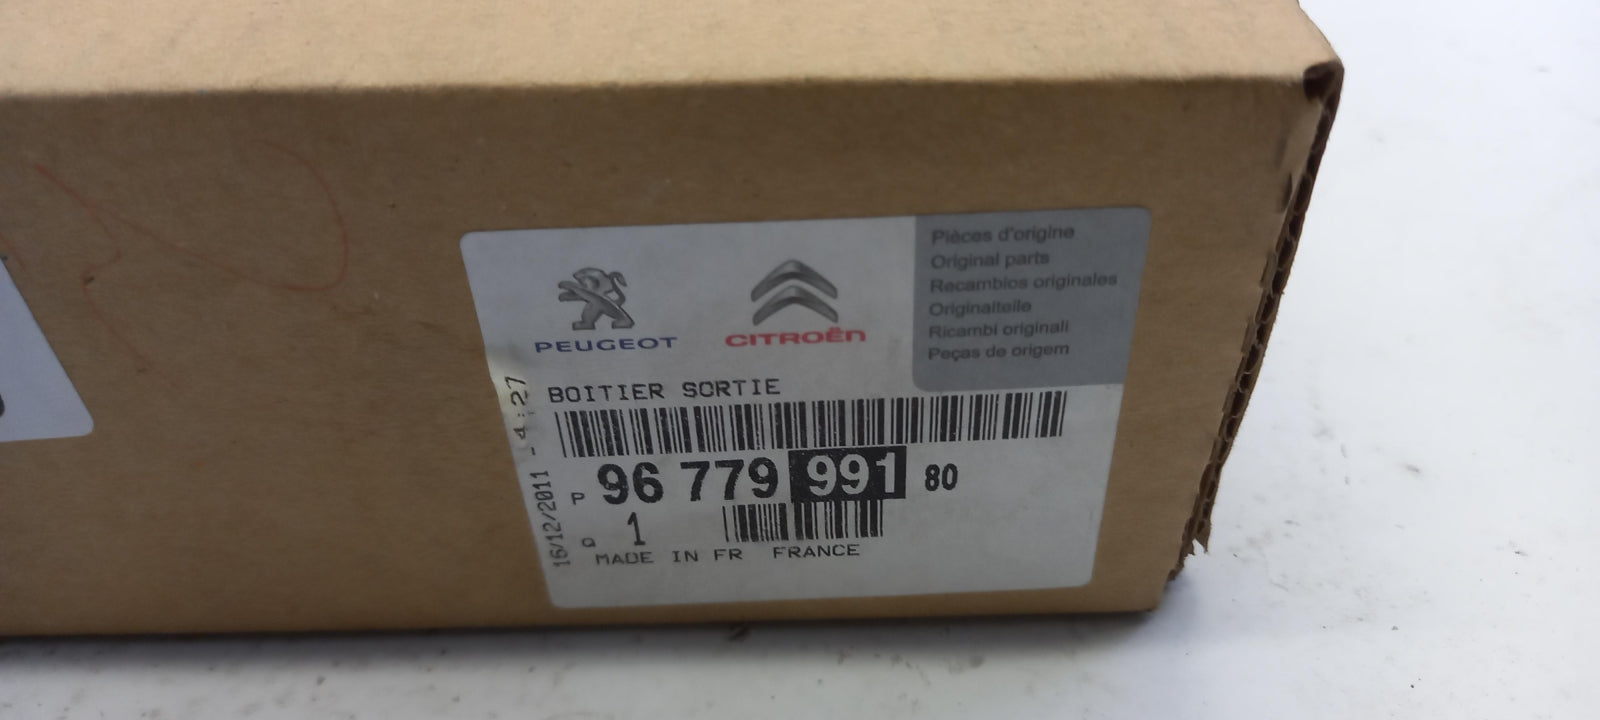 PEUGEOT
CITROËN
Pièces d'origine
Original parts
Recambios originales
Originalteile
Ricambi originali
Peças de origem
BOITIER SORTIE
P 96 779 991 80
Q 1
MADE IN FR FRANCE
16/12/2011 - 4:27